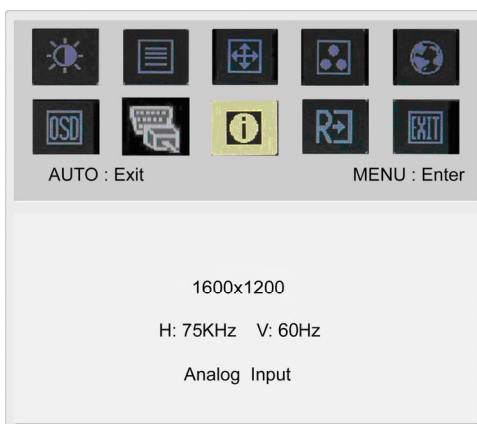 OSD
i
R
EXIT
AUTO : Exit MENU : Enter
1600x1200
H: 75KHz V: 60Hz
Analog Input